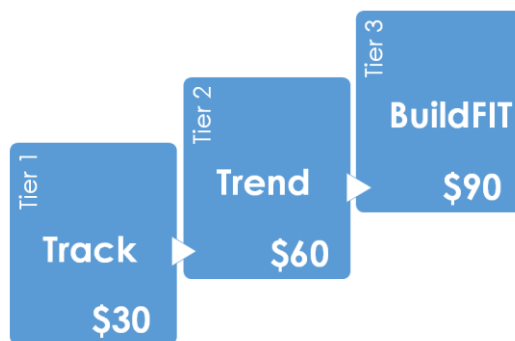 Tier 1
Track
$30
Tier 2
Trend
$60
Tier 3
BuildFIT
$90